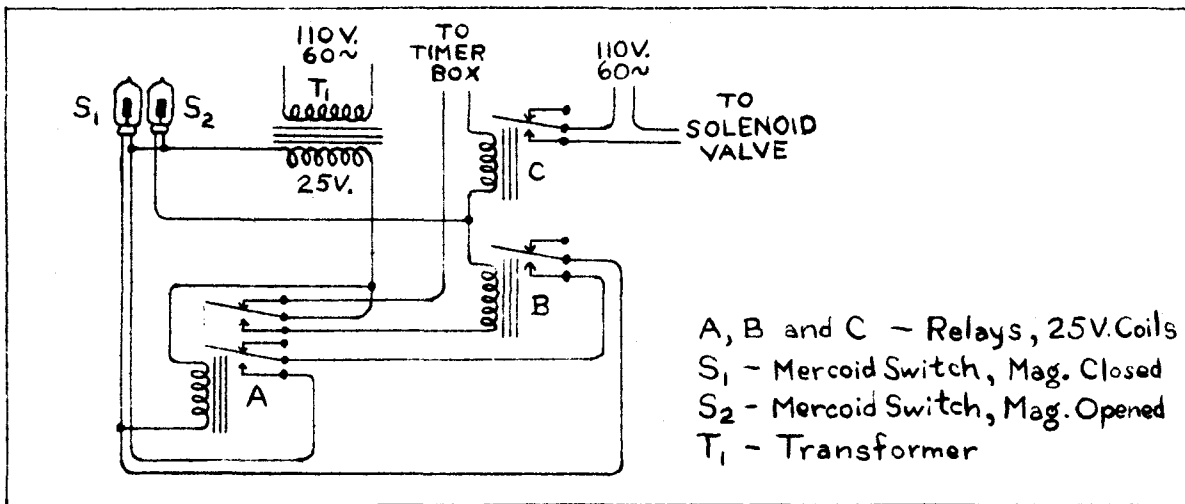 110V.
60~
TO
TIMER
BOX
110V.
60~
TO
SOLENOID
VALVE
S₁
S₂
T₁
25V.
C
B
A
A, B and C - Relays, 25V. Coils
S₁ - Mercoid Switch, Mag. Closed
S₂ - Mercoid Switch, Mag. Opened
T₁ - Transformer